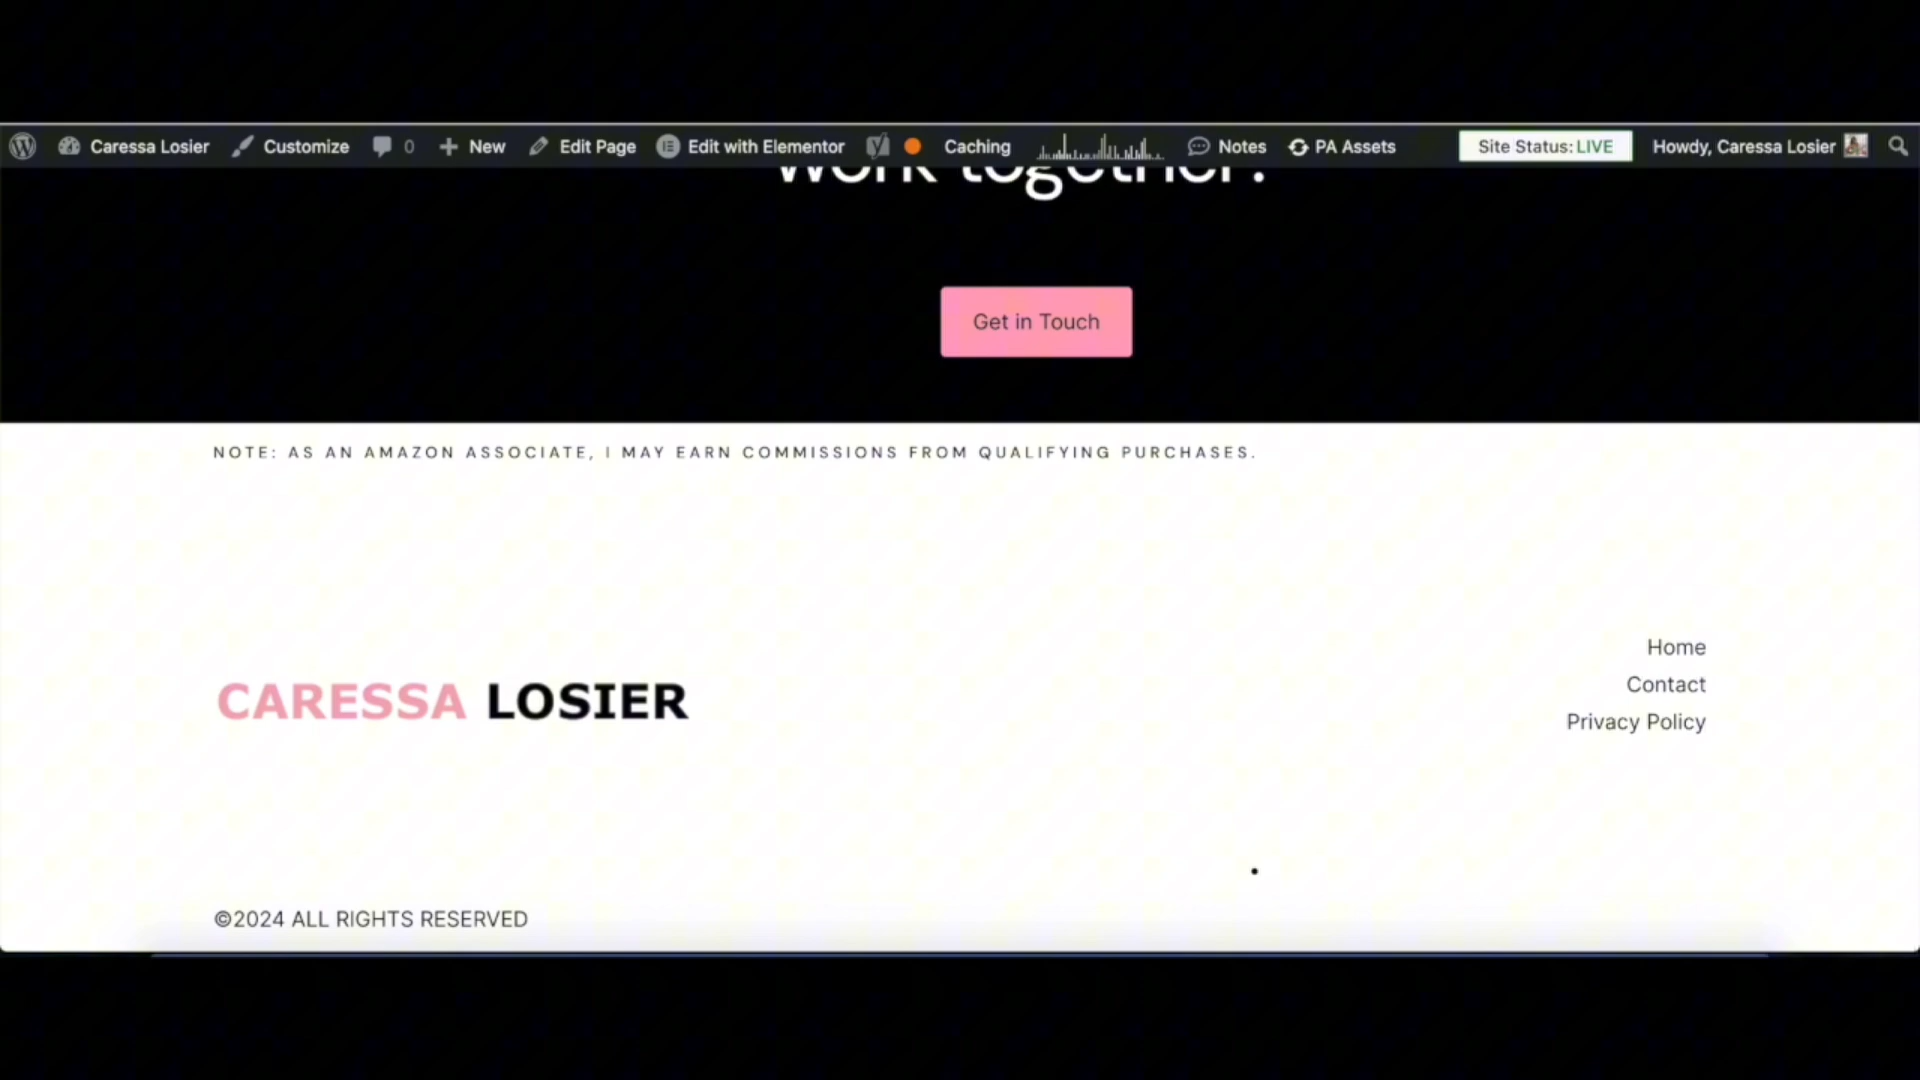 Caressa Losier Customize 0 New Edit Page Edit with Elementor Caching Notes PA Assets Site Status: LIVE Howdy, Caressa Losier
work together?
Get in Touch
NOTE: AS AN AMAZON ASSOCIATE, I MAY EARN COMMISSIONS FROM QUALIFYING PURCHASES.
Home
Contact
CARESSA LOSIER
Privacy Policy
©2024 ALL RIGHTS RESERVED